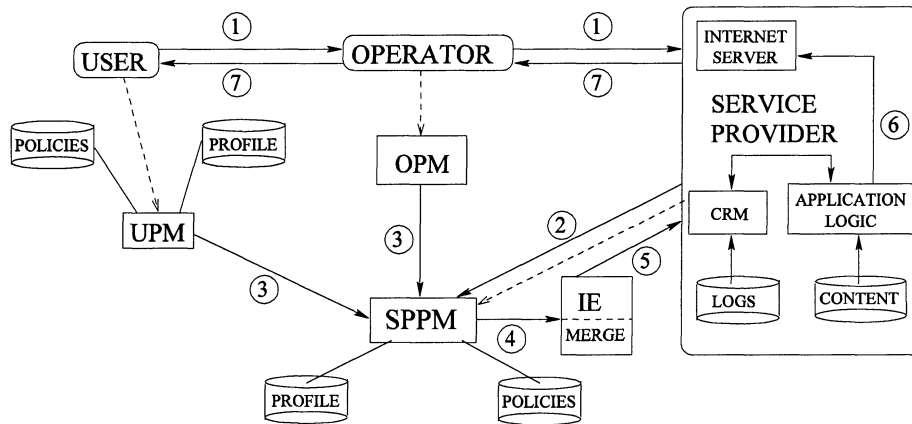 1
1
INTERNET
SERVER
USER
OPERATOR
7
7
SERVICE
PROVIDER
6
POLICIES
PROFILE
OPM
CRM
APPLICATION
LOGIC
UPM
2
3
3
5
LOGS
CONTENT
SPPM
4
IE
MERGE
PROFILE
POLICIES